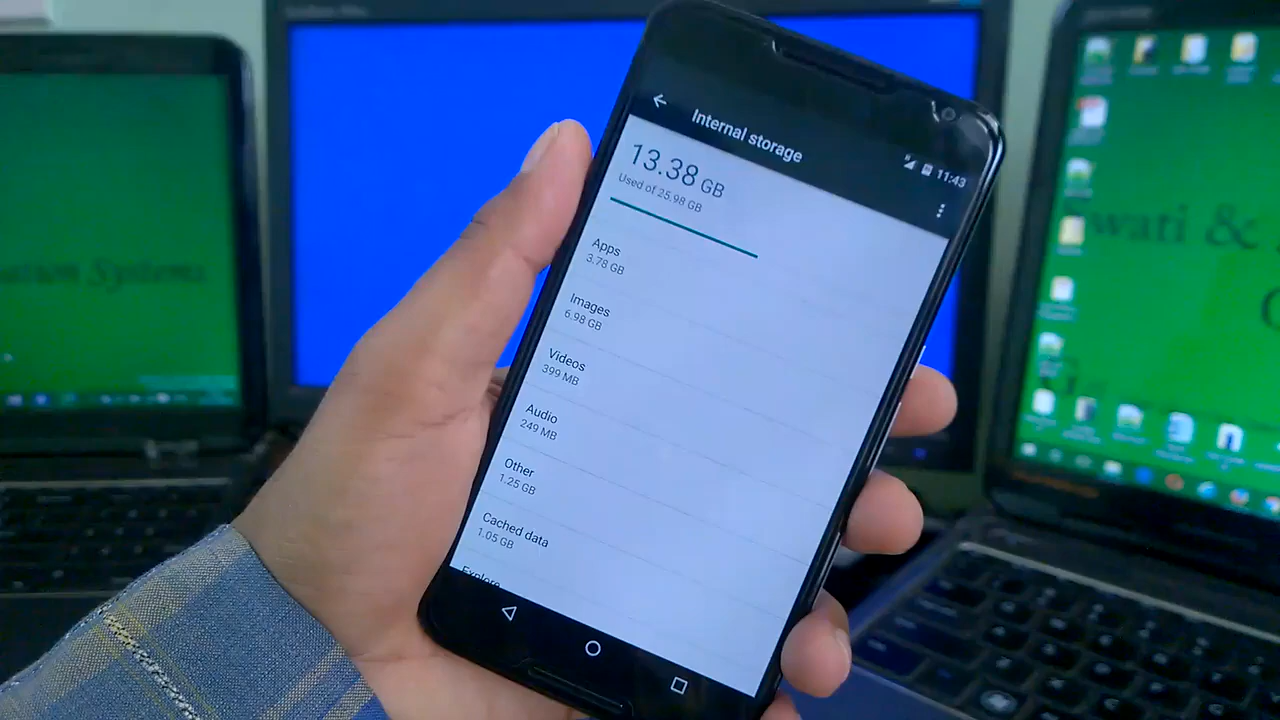 Internal storage
11:43
13.38 GB
Used of 25.98 GB
Apps
3.78 GB
Images
6.98 GB
Videos
399 MB
Audio
249 MB
Other
1.25 GB
Cached data
1.05 GB
Explore
ation Systems
wati &